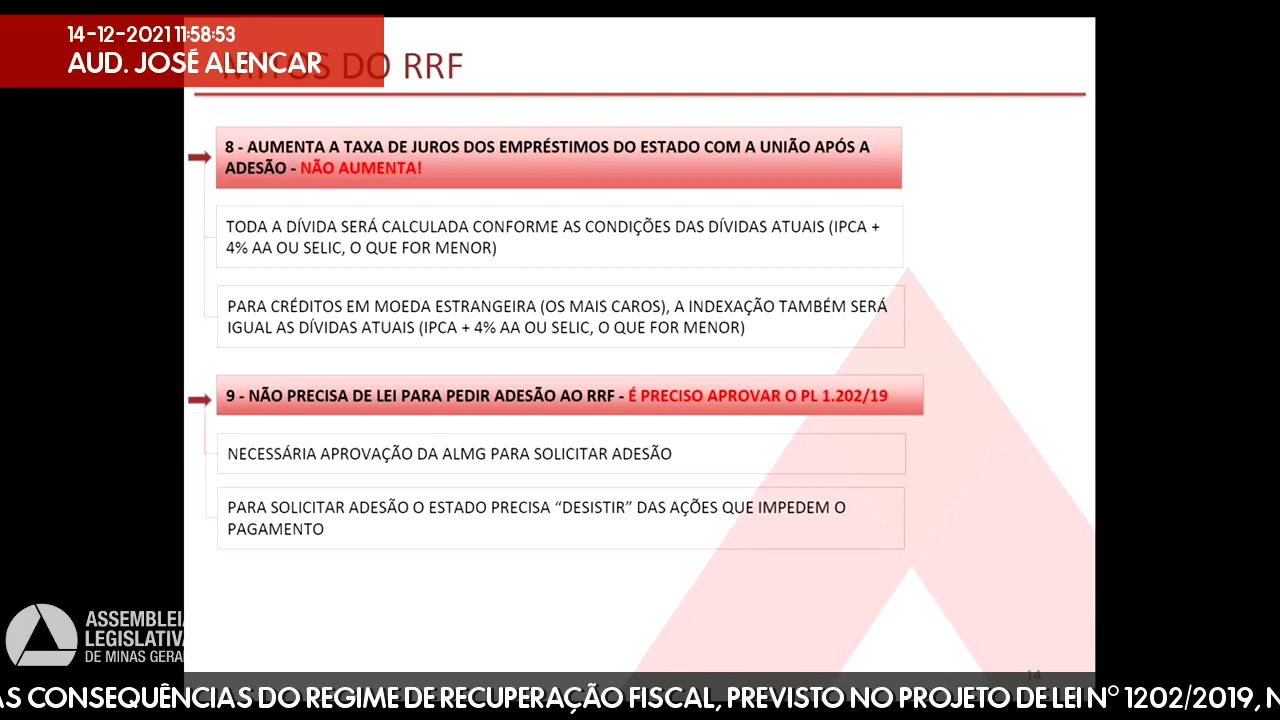 14-12-2021 11:58:53
AUD. JOSÉ ALENCAR
MITOS DO RRF
8 - AUMENTA A TAXA DE JUROS DOS EMPRÉSTIMOS DO ESTADO COM A UNIÃO APÓS A
ADESÃO - NÃO AUMENTA!
TODA A DÍVIDA SERÁ CALCULADA CONFORME AS CONDIÇÕES DAS DÍVIDAS ATUAIS (IPCA +
4% AA OU SELIC, O QUE FOR MENOR)
PARA CRÉDITOS EM MOEDA ESTRANGEIRA (OS MAIS CAROS), A INDEXAÇÃO TAMBÉM SERÁ
IGUAL AS DÍVIDAS ATUAIS (IPCA + 4% AA OU SELIC, O QUE FOR MENOR)
9 - NÃO PRECISA DE LEI PARA PEDIR ADESÃO AO RRF - É PRECISO APROVAR O PL 1.202/19
NECESSÁRIA APROVAÇÃO DA ALMG PARA SOLICITAR ADESÃO
PARA SOLICITAR ADESÃO O ESTADO PRECISA “DESISTIR” DAS AÇÕES QUE IMPEDEM O
PAGAMENTO
ASSEMBLEIA
LEGISLATIVA
DE MINAS GERAI
14
AS CONSEQUÊNCIAS DO REGIME DE RECUPERAÇÃO FISCAL, PREVISTO NO PROJETO DE LEI Nº 1202/2019, N